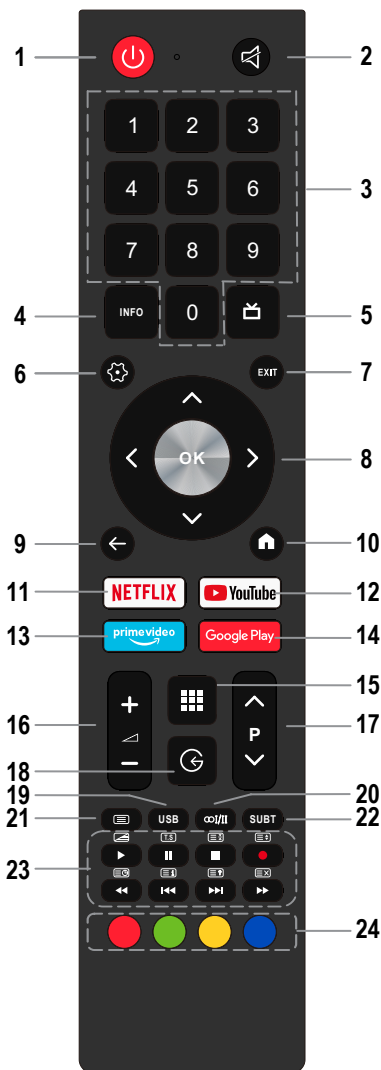 1 2
1 2 3
4 5 6 3
7 8 9
4 INFO 0 5
6 EXIT 7
OK 8
9 10
11 NETFLIX YouTube 12
13 prime video Google Play 14
15
16 + P 17
18 −
19 20
21 USB I/II SUBT 22
T.S
23
24